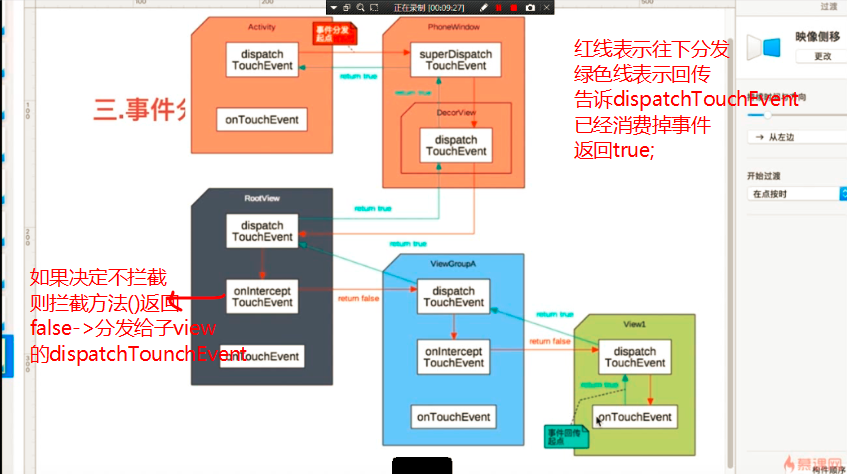 100
300
500
正在录制 [00:09:27]
过渡
映像侧移
更改
从左边
开始过渡
在点按时
构件顺序
慕课网
三.事件分
100
200
300
Activity
dispatch
TouchEvent
onTouchEvent
事件分发
起点
return true
PhoneWindow
superDispatch
TouchEvent
return true
DecorView
dispatch
TouchEvent
红线表示往下分发
绿色线表示回传
告诉dispatchTouchEvent
已经消费掉事件
返回true;
RootView
dispatch
TouchEvent
return true
onIntercept
TouchEvent
return false
onTouchEvent
如果决定不拦截
则拦截方法()返回
false->分发给子view
的dispatchTounchEvent
return true
ViewGroupA
dispatch
TouchEvent
onIntercept
TouchEvent
return false
onTouchEvent
return true
View1
dispatch
TouchEvent
return true
onTouchEvent
事件回传
起点